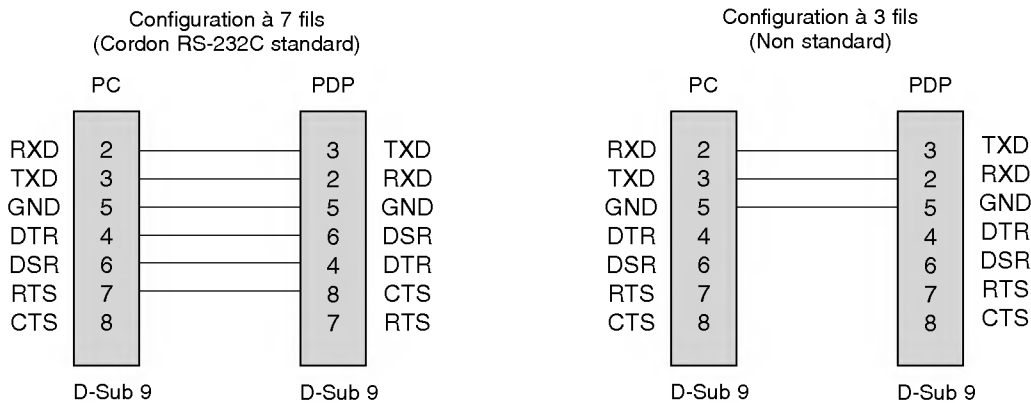 Configuration à 7 fils
(Cordon RS-232C standard)
PC PDP
RXD 2 3 TXD
TXD 3 2 RXD
GND 5 5 GND
DTR 4 6 DSR
DSR 6 4 DTR
RTS 7 8 CTS
CTS 8 7 RTS
D-Sub 9 D-Sub 9
Configuration à 3 fils
(Non standard)
PC PDP
RXD 2 3 TXD
TXD 3 2 RXD
GND 5 5 GND
DTR 4 4 DTR
DSR 6 6 DSR
RTS 7 7 RTS
CTS 8 8 CTS
D-Sub 9 D-Sub 9